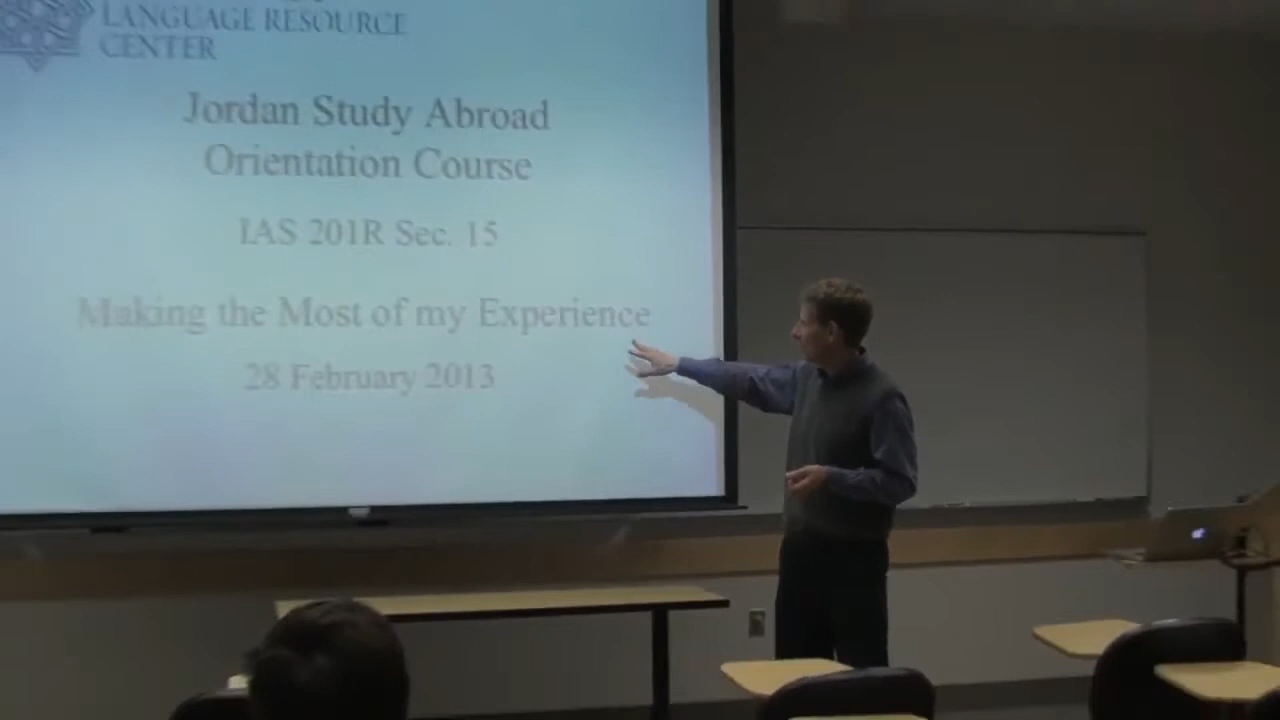 LANGUAGE RESOURCE
CENTER
Jordan Study Abroad
Orientation Course
IAS 201R Sec. 15
Making the Most of my Experience
28 February 2013